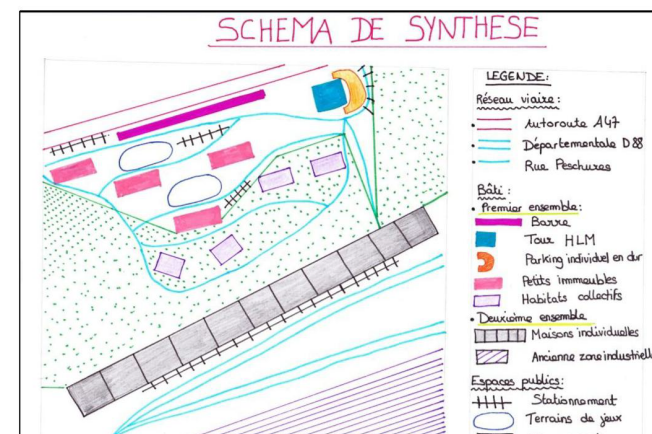 SCHEMA DE SYNTHESE
LEGENDE:
Réseau viaire:
Autoroute A47
Départementale D88
Rue Peschures
Bâti:
• Premier ensemble:
Barre
Tour HLM
Parking individuel en dur
Petits immeubles
Habitats collectifs
• Deuxième ensemble
Maisons individuelles
Ancienne zone industrielle
Espaces publics:
Stationnement
Terrains de jeux